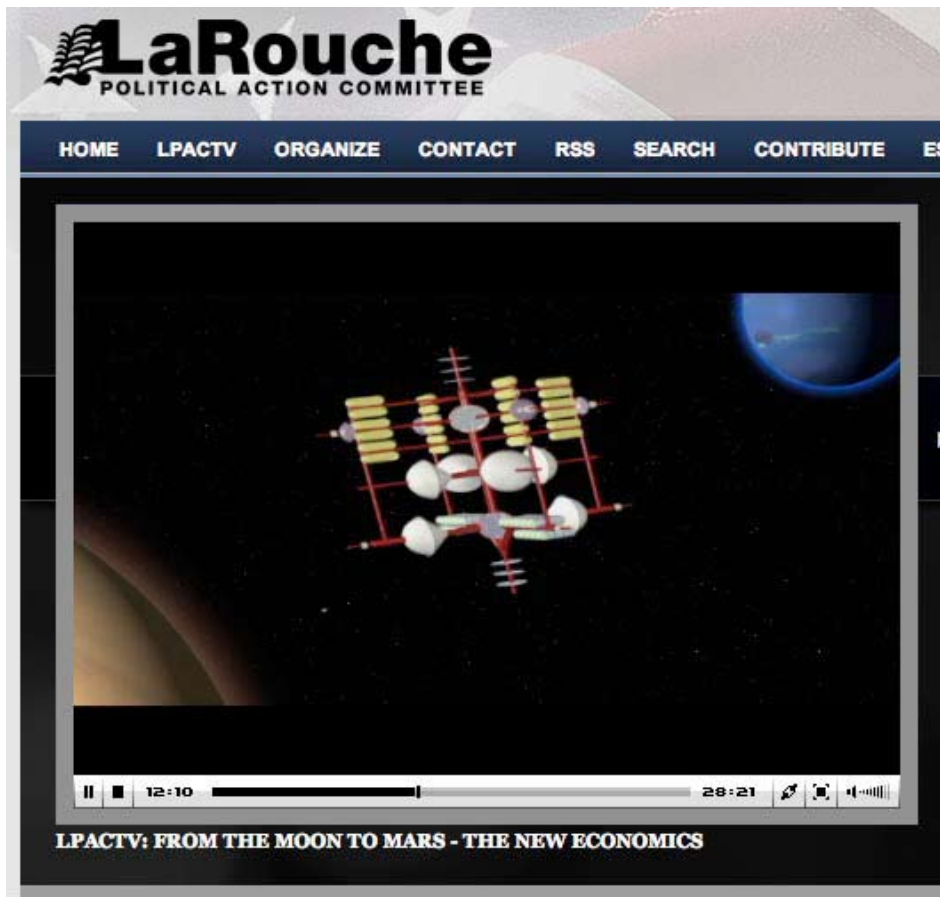 LaRouche
POLITICAL ACTION COMMITTEE
HOME LPACTV ORGANIZE CONTACT RSS SEARCH CONTRIBUTE ES
12:10 28:21
LPACTV: FROM THE MOON TO MARS - THE NEW ECONOMICS